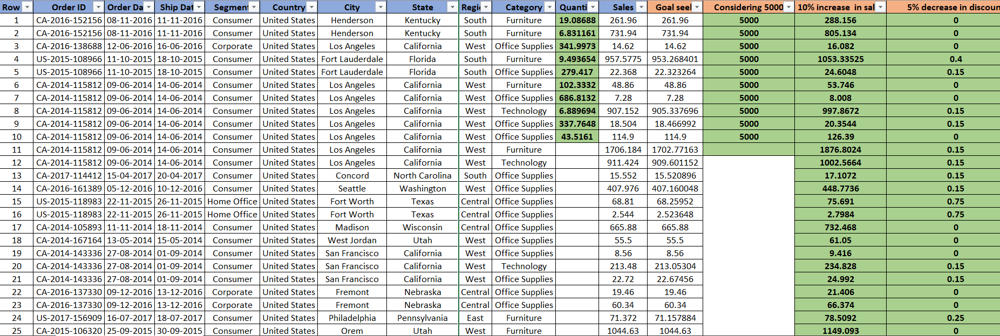 Row Order ID Order Da Ship Dat Segmen Country City State Regi Category Quanti Sales Goal seel Considering 5000 10% increase in sal 5% decrease in discoun
1 CA-2016-152156 08-11-2016 11-11-2016 Consumer United States Henderson Kentucky South Furniture 19.08688 261.96 261.96 5000 288.156 0
2 CA-2016-152156 08-11-2016 11-11-2016 Consumer United States Henderson Kentucky South Furniture 6.831161 731.94 731.94 5000 805.134 0
3 CA-2016-138688 12-06-2016 16-06-2016 Corporate United States Los Angeles California West Office Supplies 341.9973 14.62 14.62 5000 16.082 0
4 US-2015-108966 11-10-2015 18-10-2015 Consumer United States Fort Lauderdale Florida South Furniture 9.493654 957.5775 953.268401 5000 1053.33525 0.4
5 US-2015-108966 11-10-2015 18-10-2015 Consumer United States Fort Lauderdale Florida South Office Supplies 279.417 22.368 22.323264 5000 24.6048 0.15
6 CA-2014-115812 09-06-2014 14-06-2014 Consumer United States Los Angeles California West Furniture 102.3332 48.86 48.86 5000 53.746 0
7 CA-2014-115812 09-06-2014 14-06-2014 Consumer United States Los Angeles California West Office Supplies 686.8132 7.28 7.28 5000 8.008 0
8 CA-2014-115812 09-06-2014 14-06-2014 Consumer United States Los Angeles California West Technology 6.889694 907.152 905.337696 5000 997.8672 0.15
9 CA-2014-115812 09-06-2014 14-06-2014 Consumer United States Los Angeles California West Office Supplies 337.7648 18.504 18.466992 5000 20.3544 0.15
10 CA-2014-115812 09-06-2014 14-06-2014 Consumer United States Los Angeles California West Office Supplies 43.5161 114.9 114.9 5000 126.39 0
11 CA-2014-115812 09-06-2014 14-06-2014 Consumer United States Los Angeles California West Furniture 1706.184 1702.77163 1876.8024 0.15
12 CA-2014-115812 09-06-2014 14-06-2014 Consumer United States Los Angeles California West Technology 911.424 909.601152 1002.5664 0.15
13 CA-2017-114412 15-04-2017 20-04-2017 Consumer United States Concord North Carolina South Office Supplies 15.552 15.520896 17.1072 0.15
14 CA-2016-161389 05-12-2016 10-12-2016 Consumer United States Seattle Washington West Office Supplies 407.976 407.160048 448.7736 0.15
15 US-2015-118983 22-11-2015 26-11-2015 Home Office United States Fort Worth Texas Central Office Supplies 68.81 68.25952 75.691 0.75
16 US-2015-118983 22-11-2015 26-11-2015 Home Office United States Fort Worth Texas Central Office Supplies 2.544 2.523648 2.7984 0.75
17 CA-2014-105893 11-11-2014 18-11-2014 Consumer United States Madison Wisconsin Central Office Supplies 665.88 665.88 732.468 0
18 CA-2014-167164 13-05-2014 15-05-2014 Consumer United States West Jordan Utah West Office Supplies 55.5 55.5 61.05 0
19 CA-2014-143336 27-08-2014 01-09-2014 Consumer United States San Francisco California West Office Supplies 8.56 8.56 9.416 0
20 CA-2014-143336 27-08-2014 01-09-2014 Consumer United States San Francisco California West Technology 213.48 213.05304 234.828 0.15
21 CA-2014-143336 27-08-2014 01-09-2014 Consumer United States San Francisco California West Office Supplies 22.72 22.67456 24.992 0.15
22 CA-2016-137330 09-12-2016 13-12-2016 Corporate United States Fremont Nebraska Central Office Supplies 19.46 19.46 21.406 0
23 CA-2016-137330 09-12-2016 13-12-2016 Corporate United States Fremont Nebraska Central Office Supplies 60.34 60.34 66.374 0
24 US-2017-156909 16-07-2017 18-07-2017 Consumer United States Philadelphia Pennsylvania East Furniture 71.372 71.157884 78.5092 0.25
25 CA-2015-106320 25-09-2015 30-09-2015 Consumer United States Orem Utah West Furniture 1044.63 1044.63 1149.093 0